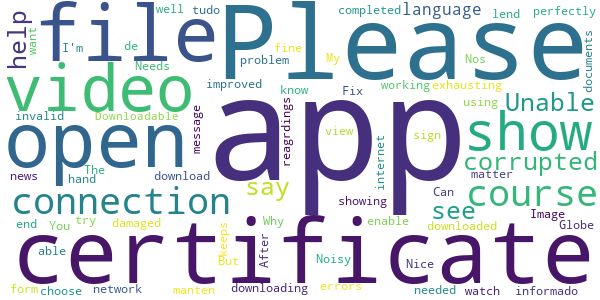 help want file Please completed language lend perfectly
well tudo I'm de Nos documents
video Needs problem fine My working exhausting
improved know Fix using Unable
invalid Downloadable message reagrdings app view sign show
open internet corrupted
news hand The download matter
connection say showing Can course
end You try damaged able keeps but After Why enable see downloaded Image Globe
certificate Noisy Nice
form choose network manten downloading errors needed watch informado